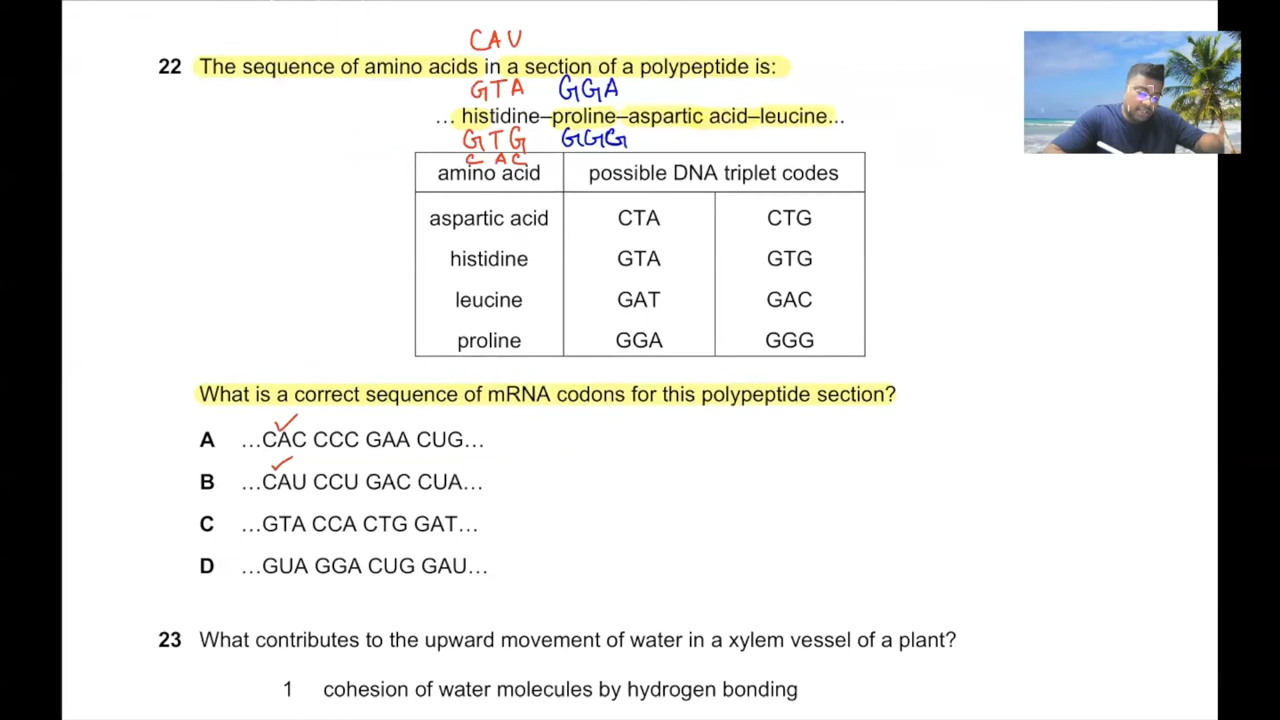 CAU
22 The sequence of amino acids in a section of a polypeptide is:
GTA GGA
… histidine–proline–aspartic acid–leucine...
GTG GGG
CAC
amino acid possible DNA triplet codes
aspartic acid CTA CTG
histidine GTA GTG
leucine GAT GAC
proline GGA GGG
What is a correct sequence of mRNA codons for this polypeptide section?
A …CAC CCC GAA CUG…
B …CAU CCU GAC CUA…
C …GTA CCA CTG GAT…
D …GUA GGA CUG GAU…
23 What contributes to the upward movement of water in a xylem vessel of a plant?
1 cohesion of water molecules by hydrogen bonding